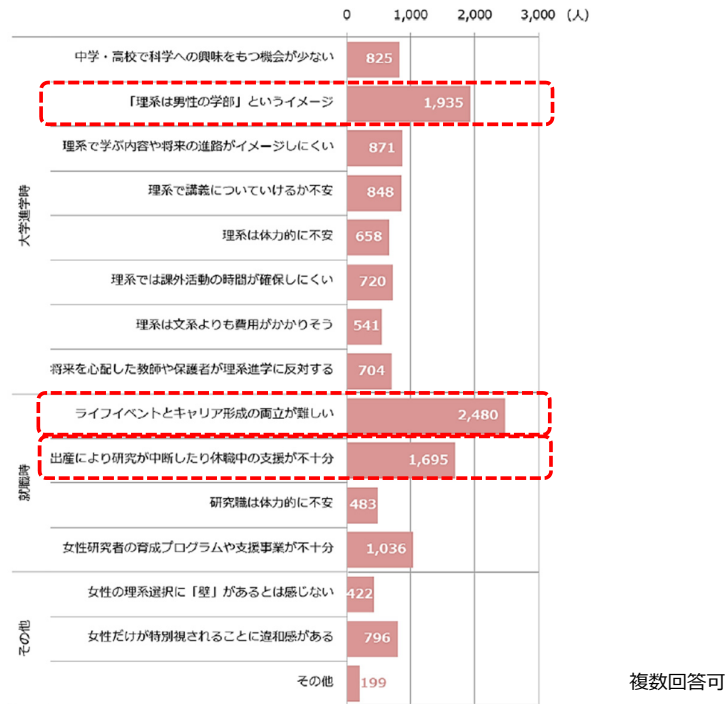 0 1,000 2,000 3,000 (人)
大学進学時
中学・高校で科学への興味をもつ機会が少ない 825
「理系は男性の学部」というイメージ 1,935
理系で学ぶ内容や将来の進路がイメージしにくい 871
理系で講義についていけるか不安 848
理系は体力的に不安 658
理系では課外活動の時間が確保しにくい 720
理系は文系よりも費用がかかりそう 541
将来を心配した教師や保護者が理系進学に反対する 704
就職時
ライフイベントとキャリア形成の両立が難しい 2,480
出産により研究が中断したり休職中の支援が不十分 1,695
研究職は体力的に不安 483
女性研究者の育成プログラムや支援事業が不十分 1,036
その他
女性の理系選択に「壁」があるとは感じない 422
女性だけが特別視されることに違和感がある 796
その他 199
複数回答可